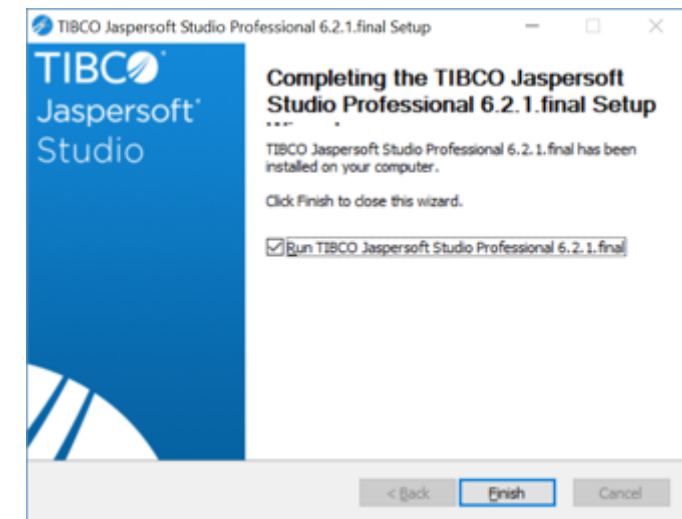 TIBCO Jaspersoft Studio Professional 6.2.1.final Setup
TIBCO
Jaspersoft
Studio
Completing the TIBCO Jaspersoft
Studio Professional 6.2.1.final Setup
TIBCO Jaspersoft Studio Professional 6.2.1.final has been
installed on your computer.
Click Finish to close this wizard.
Run TIBCO Jaspersoft Studio Professional 6.2.1.final
< Back
Finish
Cancel